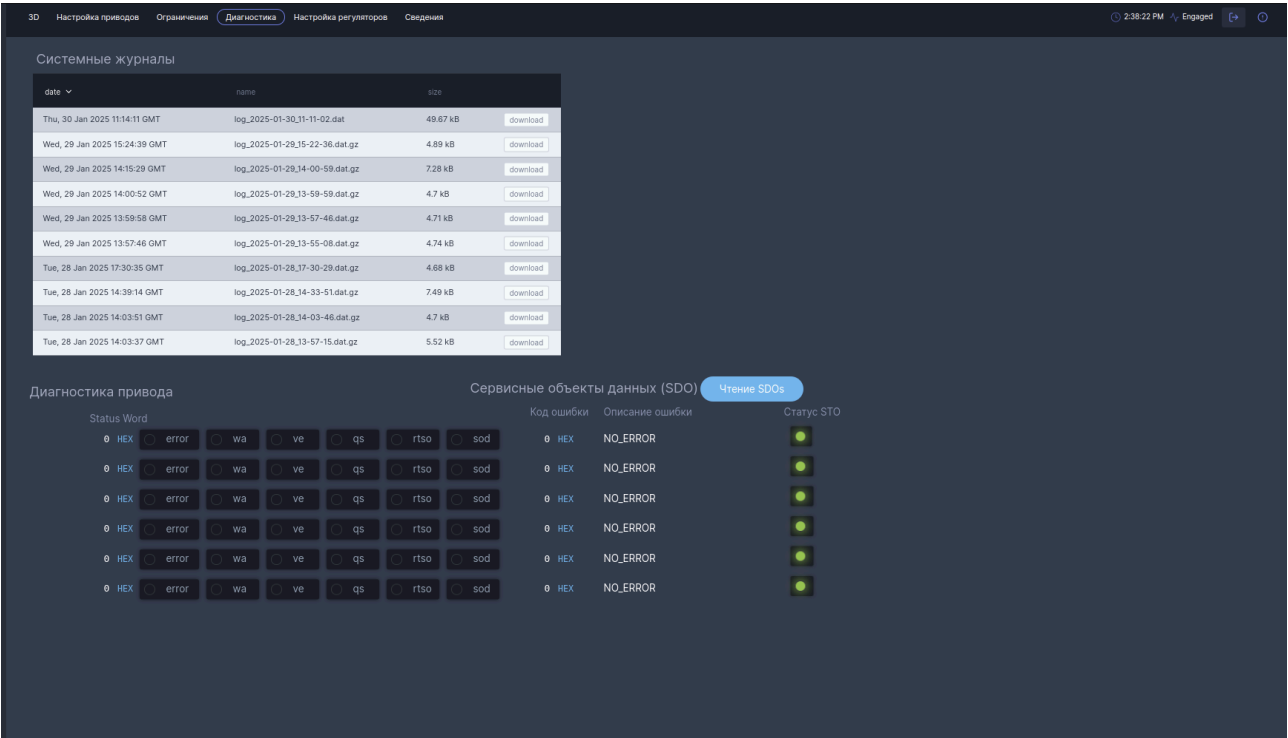 3D Настройка приводов Ограничения Диагностика Настройка регуляторов Сведения 2:38:22 PM Engaged
Системные журналы
date name size
Thu, 30 Jan 2025 11:14:11 GMT log_2025-01-30_11-11-02.dat 49.67 kB download
Wed, 29 Jan 2025 15:24:39 GMT log_2025-01-29_15-22-36.dat.gz 4.89 kB download
Wed, 29 Jan 2025 14:15:29 GMT log_2025-01-29_14-00-59.dat.gz 7.28 kB download
Wed, 29 Jan 2025 14:00:52 GMT log_2025-01-29_13-59-59.dat.gz 4.7 kB download
Wed, 29 Jan 2025 13:59:58 GMT log_2025-01-29_13-57-46.dat.gz 4.71 kB download
Wed, 29 Jan 2025 13:57:46 GMT log_2025-01-29_13-55-08.dat.gz 4.74 kB download
Tue, 28 Jan 2025 17:30:35 GMT log_2025-01-28_17-30-29.dat.gz 4.68 kB download
Tue, 28 Jan 2025 14:39:14 GMT log_2025-01-28_14-33-51.dat.gz 7.49 kB download
Tue, 28 Jan 2025 14:03:51 GMT log_2025-01-28_14-03-46.dat.gz 4.7 kB download
Tue, 28 Jan 2025 14:03:37 GMT log_2025-01-28_13-57-15.dat.gz 5.52 kB download
Диагностика привода Сервисные объекты данных (SDO) Чтение SDOs
Status Word Код ошибки Описание ошибки Статус STO
0 HEX error wa ve qs rtso sod 0 HEX NO_ERROR
0 HEX error wa ve qs rtso sod 0 HEX NO_ERROR
0 HEX error wa ve qs rtso sod 0 HEX NO_ERROR
0 HEX error wa ve qs rtso sod 0 HEX NO_ERROR
0 HEX error wa ve qs rtso sod 0 HEX NO_ERROR
0 HEX error wa ve qs rtso sod 0 HEX NO_ERROR